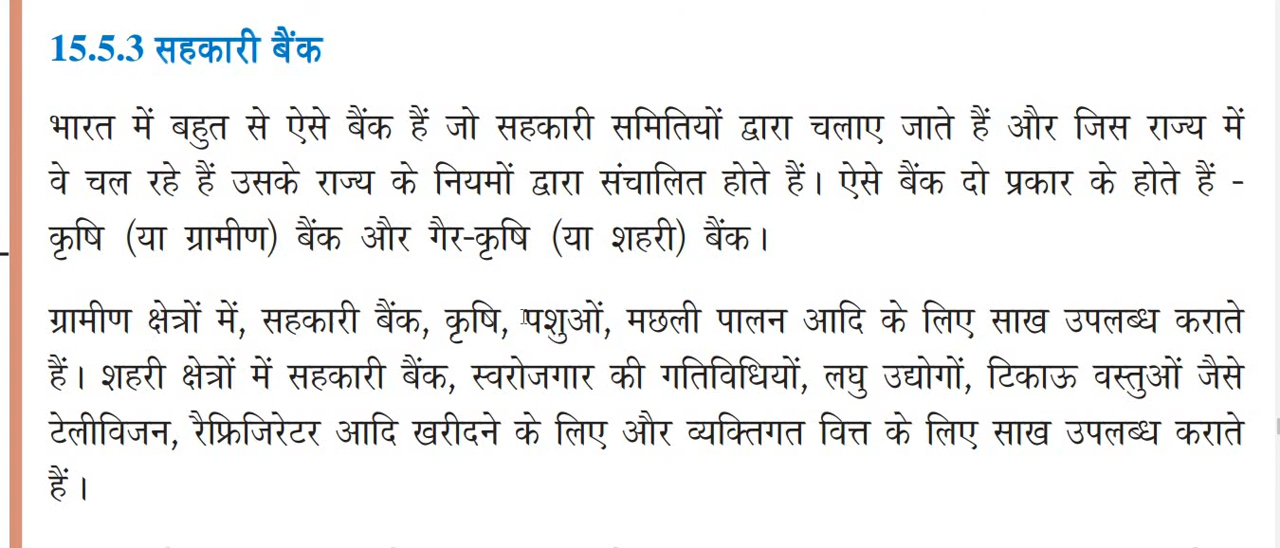 15.5.3 सहकारी बैंक
भारत में बहुत से ऐसे बैंक हैं जो सहकारी समितियों द्वारा चलाए जाते हैं और जिस राज्य में
वे चल रहे हैं उसके राज्य के नियमों द्वारा संचालित होते हैं। ऐसे बैंक दो प्रकार के होते हैं -
कृषि (या ग्रामीण) बैंक और गैर-कृषि (या शहरी) बैंक।
ग्रामीण क्षेत्रों में, सहकारी बैंक, कृषि, पशुओं, मछली पालन आदि के लिए साख उपलब्ध कराते
हैं। शहरी क्षेत्रों में सहकारी बैंक, स्वरोजगार की गतिविधियों, लघु उद्योगों, टिकाऊ वस्तुओं जैसे
टेलीविजन, रैफ्रिजिरेटर आदि खरीदने के लिए और व्यक्तिगत वित्त के लिए साख उपलब्ध कराते
हैं।